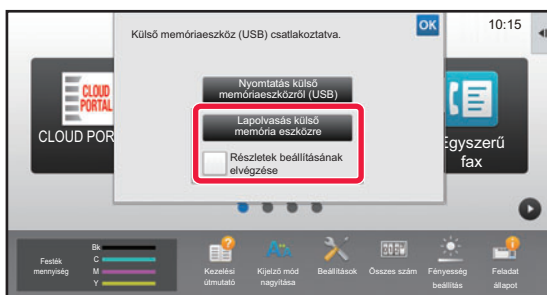 Külső memóriaeszköz (USB) csatlakoztatva.
OK
10:15
Nyomtatás külső
memóriaeszközről (USB)
CLOUD
PORTAL
Lapolvasás külső
memória eszközre
CLOUD POR
Egyszerű
fax
Részletek beállításának
elvégzése
Festék
mennyiség
Bk
C
M
Y
Kezelési
útmutató
Kijelző mód
nagyítása
Beállítások
Összes szám
Fényesség
beállítás
Feladat
állapot